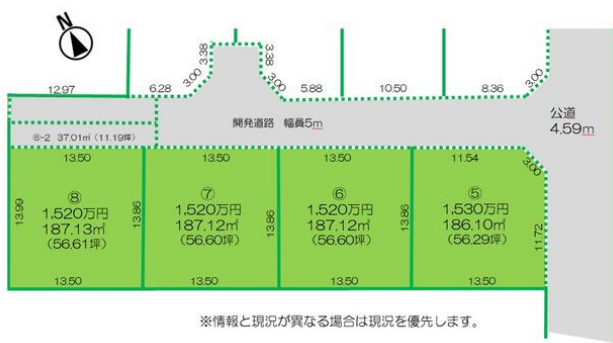 N
3.38
3.38
12.97
6.28
3.00
3.00
5.88
10.50
8.36
3.00
公道
4.59m
開発道路 幅員5m
⑧-2 37.01㎡ (11.19坪)
13.50
13.50
13.50
11.54
3.00
⑧
1,520万円
187.13㎡
(56.61坪)
⑦
1,520万円
187.12㎡
(56.60坪)
⑥
1,520万円
187.12㎡
(56.60坪)
⑤
1,530万円
186.10㎡
(56.29坪)
13.99
13.86
13.86
13.86
11.72
13.50
13.50
13.50
13.50
※情報と現況が異なる場合は現況を優先します。